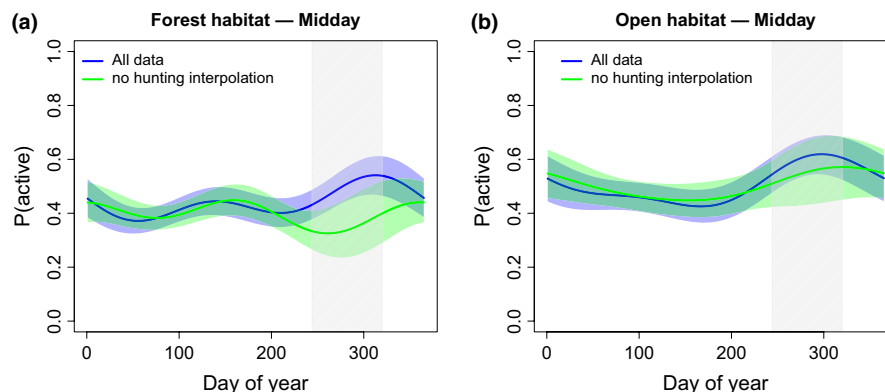 (a)
Forest habitat — Midday
All data
no hunting interpolation
P(active)
1.0
0.8
0.6
0.4
0.2
0.0
0
100
200
300
Day of year
(b)
Open habitat — Midday
All data
no hunting interpolation
P(active)
1.0
0.8
0.6
0.4
0.2
0.0
0
100
200
300
Day of year